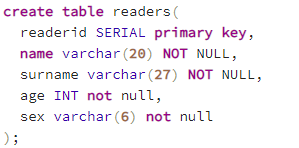 create table readers(
  readerid SERIAL primary key,
  name varchar(20) NOT NULL,
  surname varchar(27) NOT NULL,
  age INT not null,
  sex varchar(6) not null
);